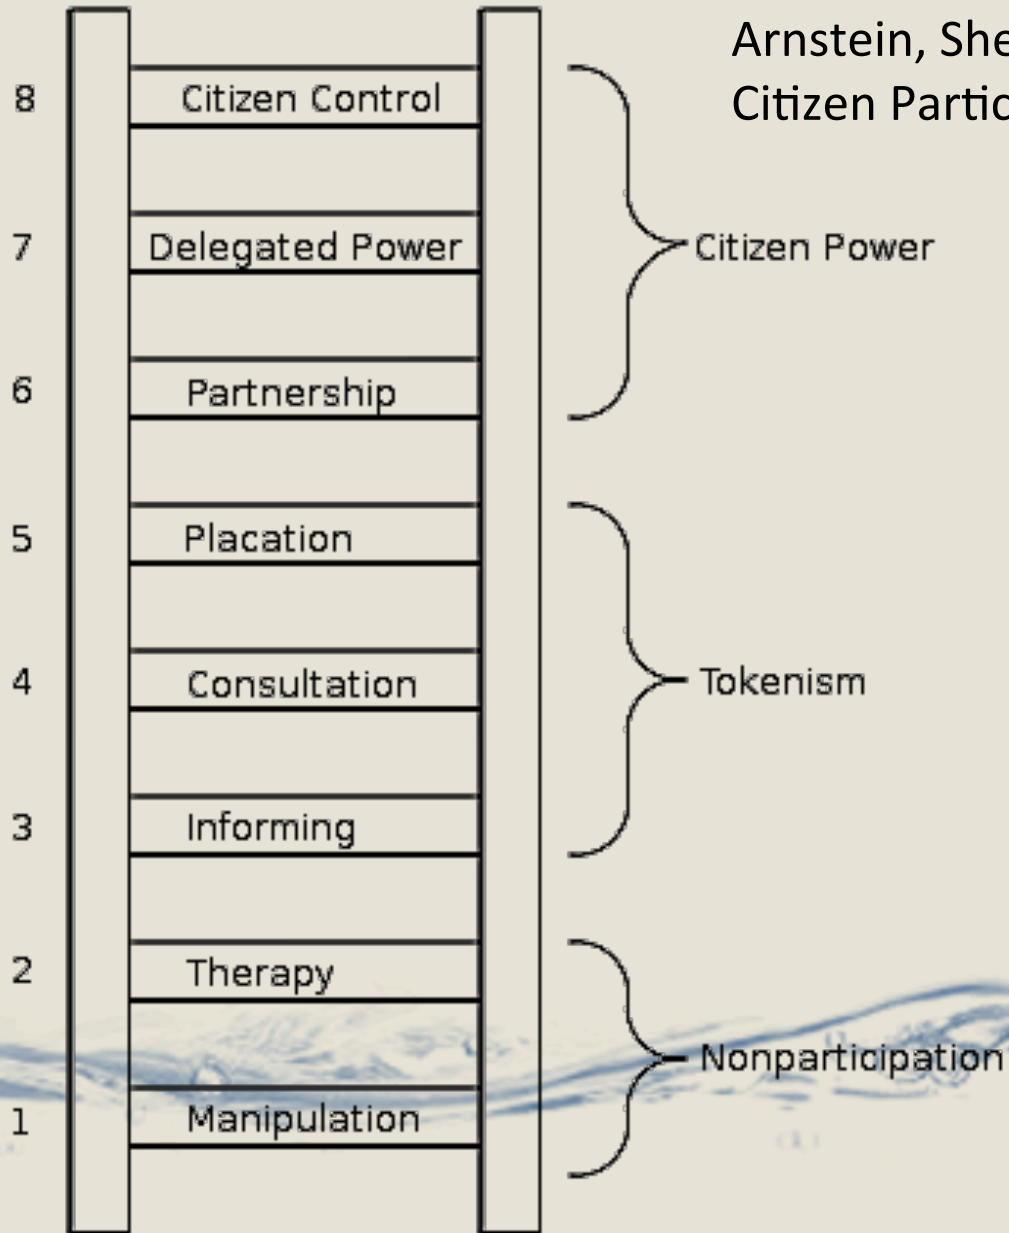 Arnstein, She
Citizen Partic
8 Citizen Control
7 Delegated Power
Citizen Power
6 Partnership
5 Placation
4 Consultation
Tokenism
3 Informing
2 Therapy
Nonparticipation
1 Manipulation